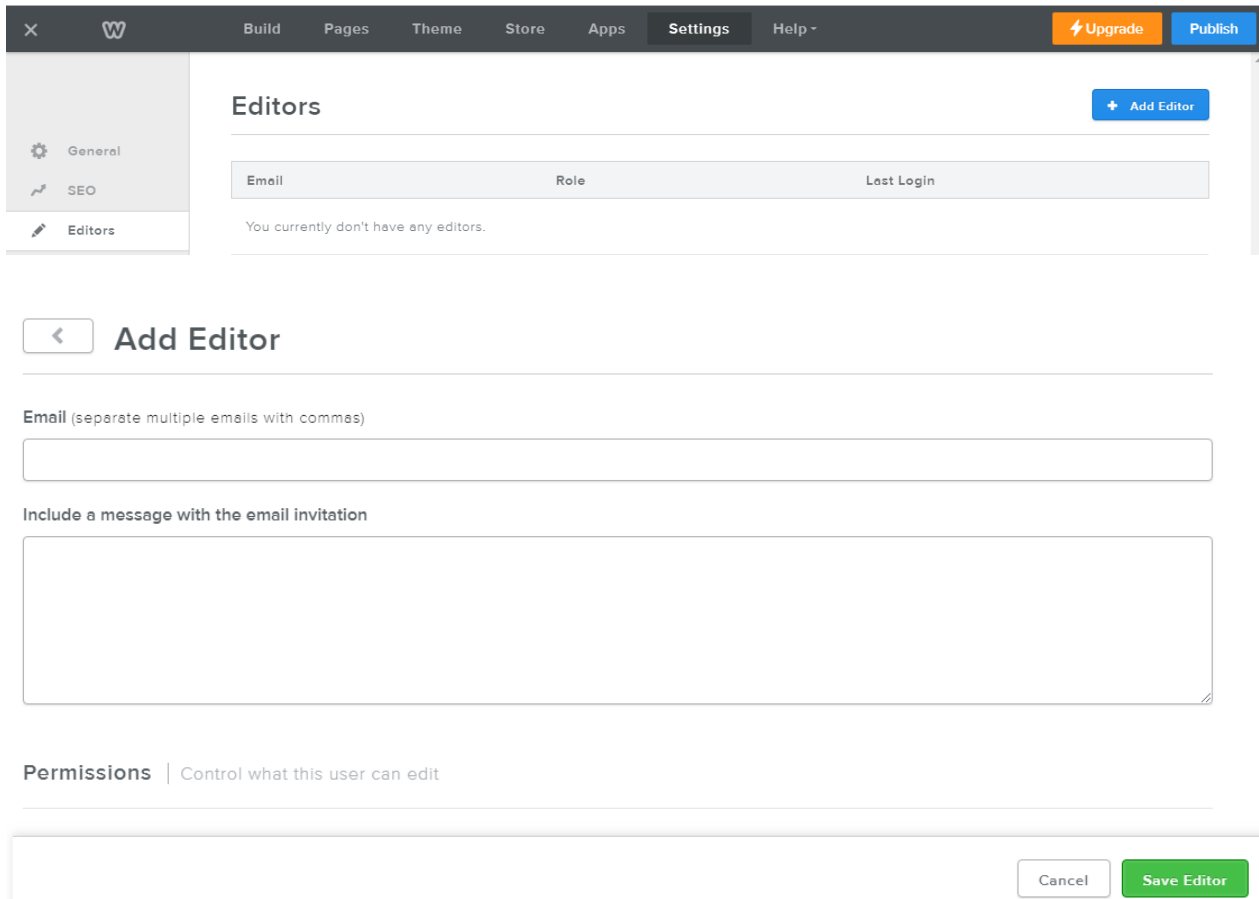 Build Pages Theme Store Apps Settings Help Upgrade Publish
Editors + Add Editor
General
SEO
Editors
Email Role Last Login
You currently don't have any editors.
Add Editor
Email (separate multiple emails with commas)
Include a message with the email invitation
Permissions | Control what this user can edit
Cancel Save Editor